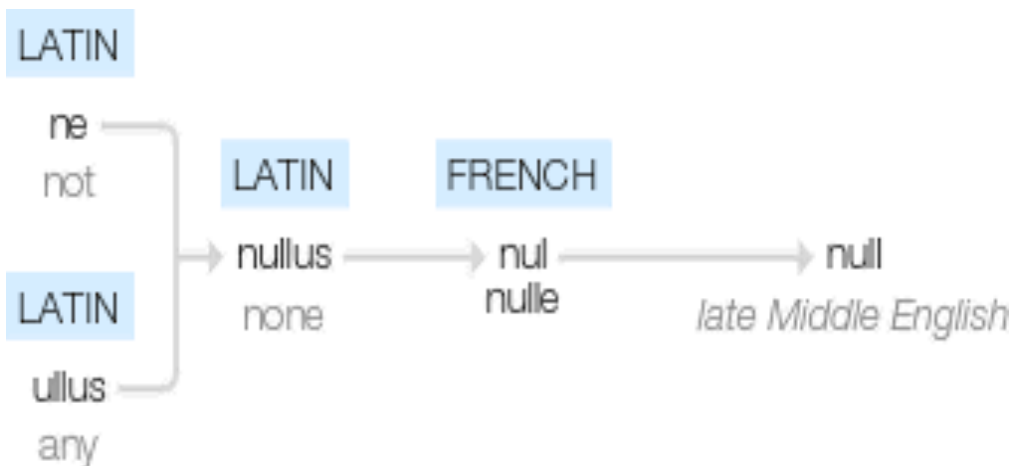 LATIN
ne
not
LATIN
ullus
any
LATIN
nullus
none
FRENCH
nul
nulle
null
late Middle English